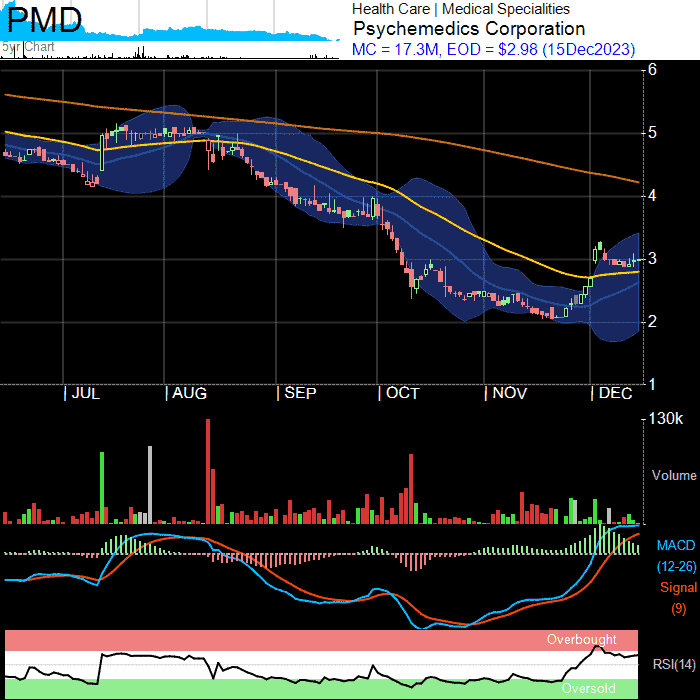 PMD
5yr Chart
Health Care | Medical Specialities
Psychemedics Corporation
MC = 17.3M, EOD = $2.98 (15Dec2023)
6
5
4
3
2
1
JUL AUG SEP OCT NOV DEC
130k
Volume
MACD
(12-26)
Signal
(9)
Overbought
RSI(14)
Oversold